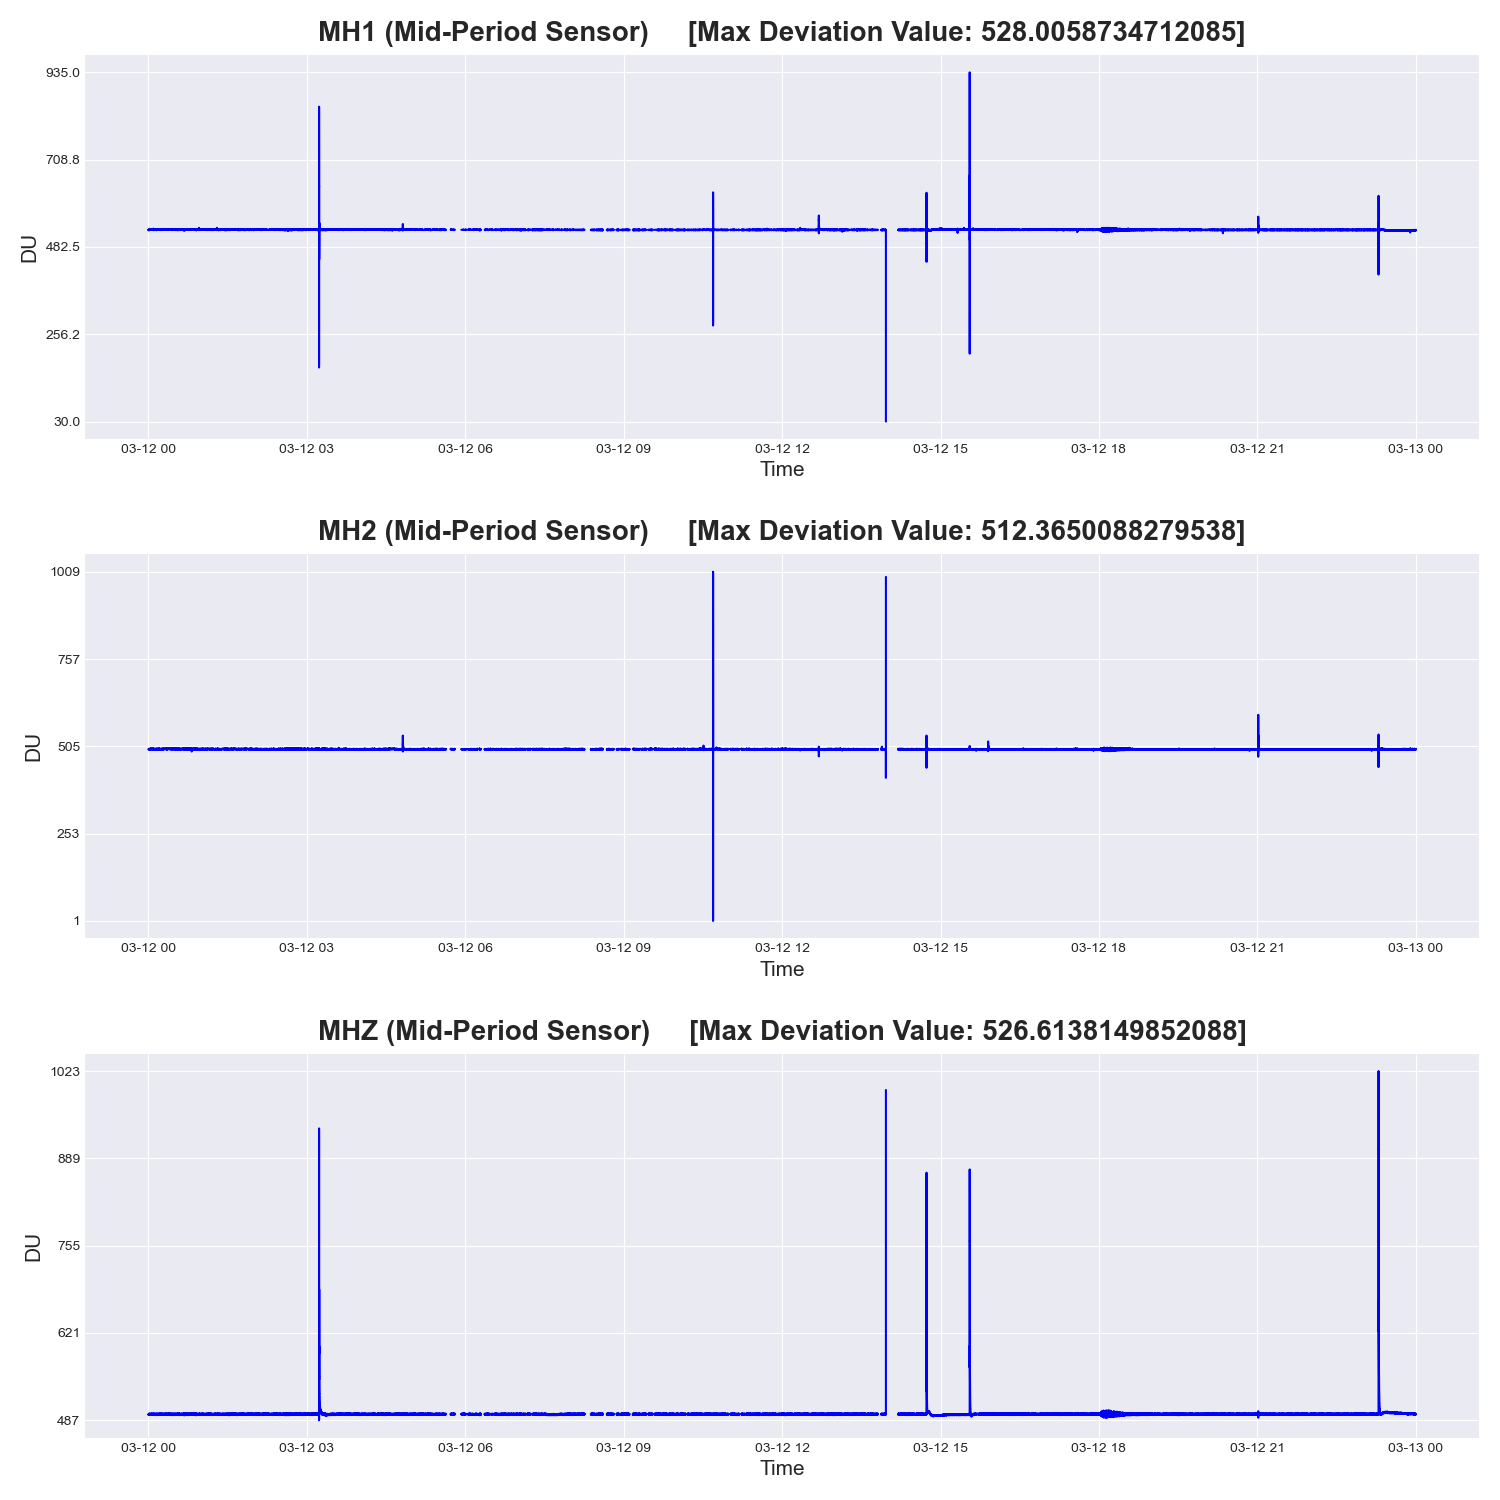 MH1 (Mid-Period Sensor) [Max Deviation Value: 528.0058734712085]
935.0
708.8
482.5
256.2
30.0
DU
03-12 00 03-12 03 03-12 06 03-12 09 03-12 12 03-12 15 03-12 18 03-12 21 03-13 00
Time
MH2 (Mid-Period Sensor) [Max Deviation Value: 512.3650088279538]
1009
757
505
253
1
DU
03-12 00 03-12 03 03-12 06 03-12 09 03-12 12 03-12 15 03-12 18 03-12 21 03-13 00
Time
MHZ (Mid-Period Sensor) [Max Deviation Value: 526.6138149852088]
1023
889
755
621
487
DU
03-12 00 03-12 03 03-12 06 03-12 09 03-12 12 03-12 15 03-12 18 03-12 21 03-13 00
Time